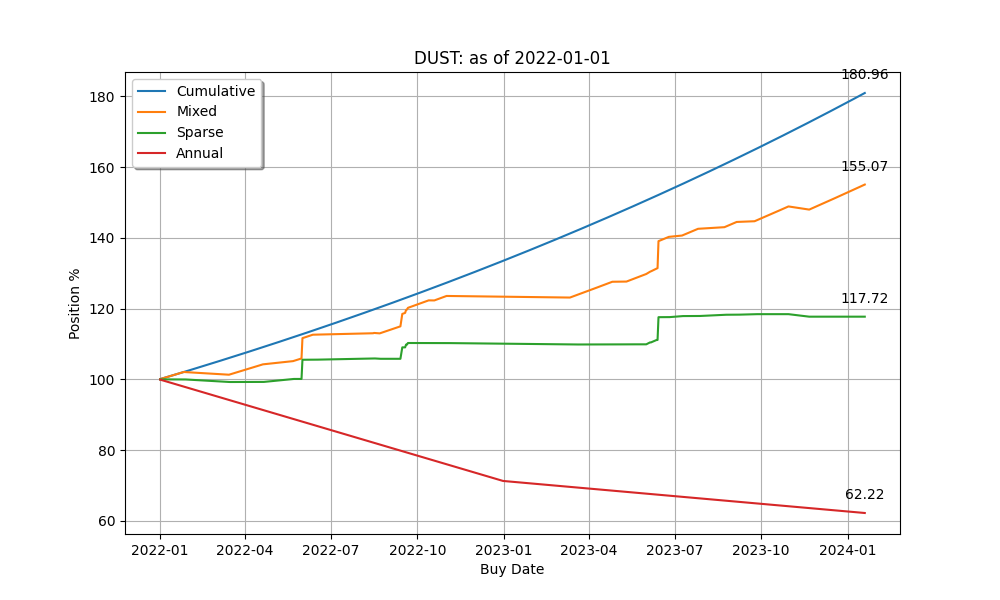 DUST: as of 2022-01-01
180.96
Cumulative
Mixed
Sparse
Annual
155.07
117.72
62.22
180
160
140
120
100
80
60
Position %
2022-01 2022-04 2022-07 2022-10 2023-01 2023-04 2023-07 2023-10 2024-01
Buy Date